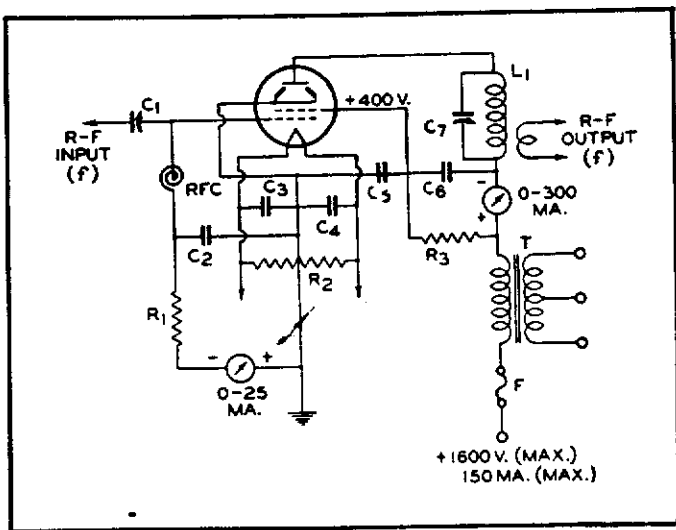 C1
R-F
INPUT
(f)
RFC
C2
R1
- +
0-25
MA.
C3
C4
R2
+400 V.
C5
C6
R3
C7
L1
R-F
OUTPUT
(f)
-
+
0-300
MA.
T
F
+1600 V. (MAX.)
150 MA. (MAX.)